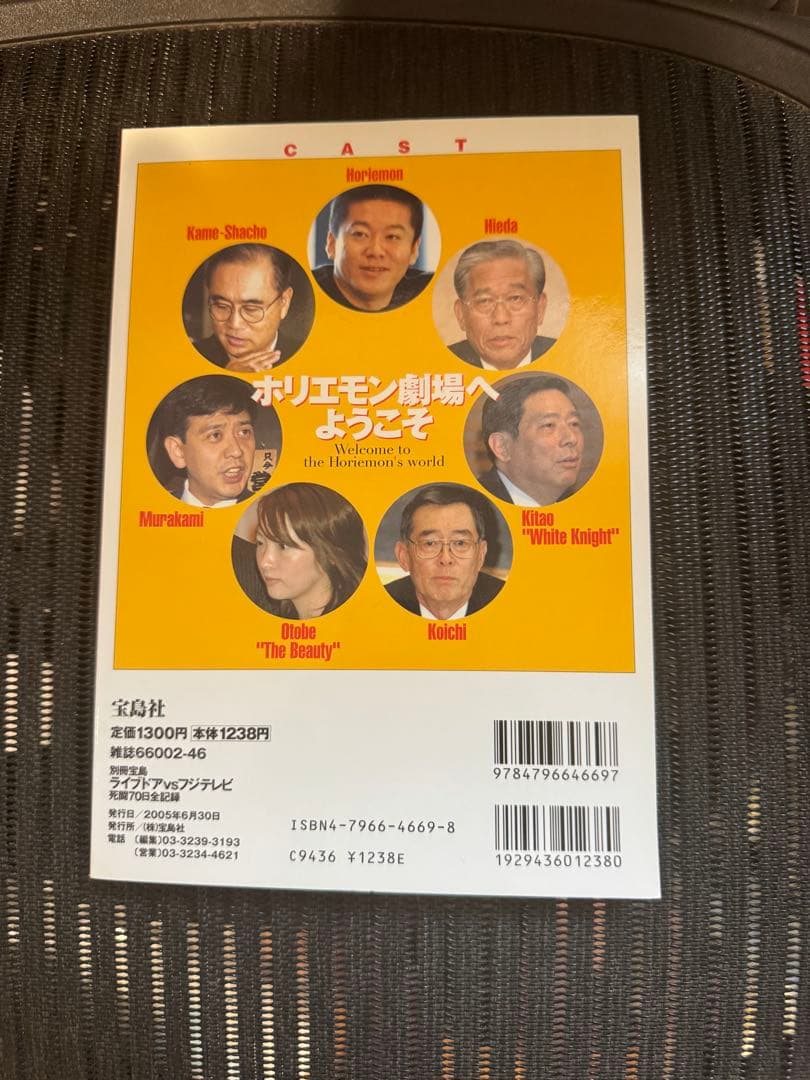 CAST
Horiemon
Kame-Shacho
Hieda
ホリエモン劇場へ
ようこそ
Welcome to
the Horiemon's world
Murakami
Kitao
"White Knight"
Otobe
"The Beauty"
Koichi
宝島社
定価1300円 本体1238円
雑誌66002-46
別冊宝島
ライブドアvsフジテレビ
死闘70日全記録
発行日/2005年6月30日
発行所/(株)宝島社
電話 (編集)03-3239-3193
(営業)03-3234-4621
9784796646697
ISBN4-7966-4669-8
C9436 ¥1238E
1929436012380